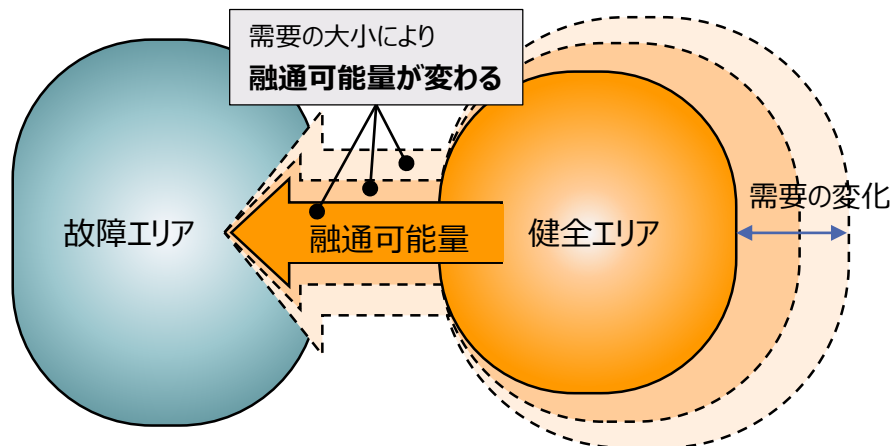 需要の大小により
融通可能量が変わる
需要の変化
故障エリア
融通可能量
健全エリア